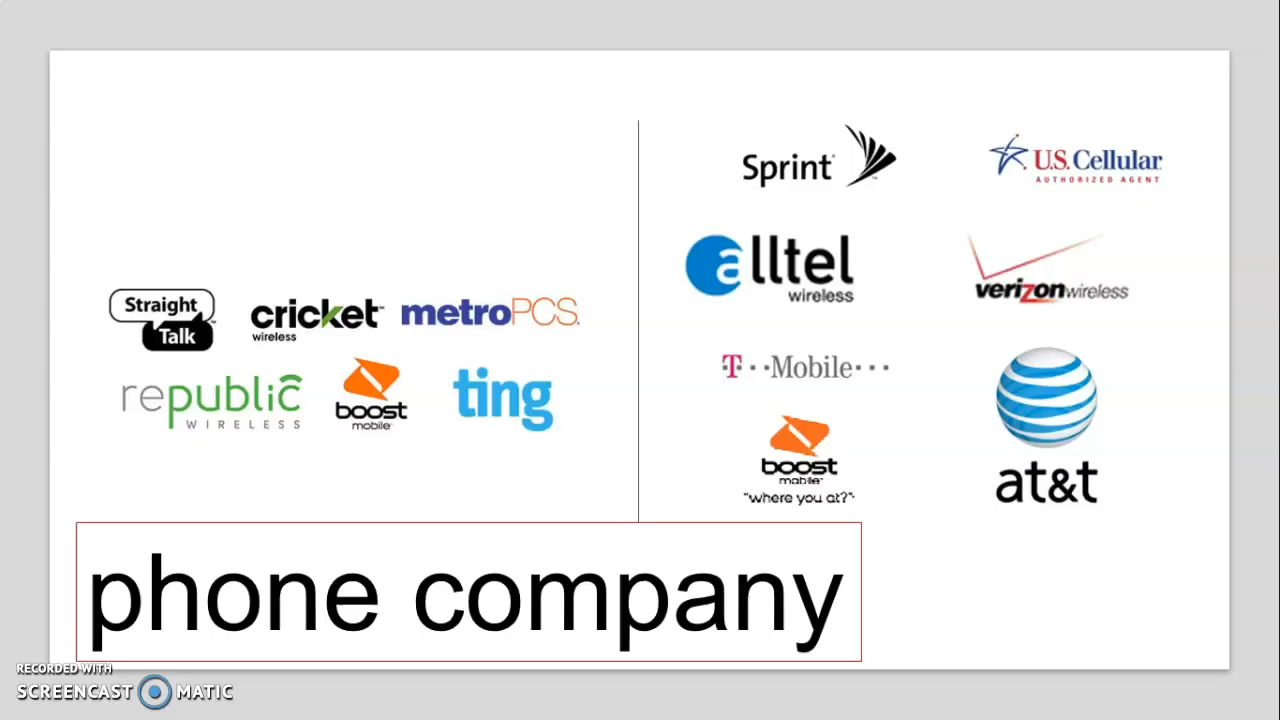 Straight
Talk
cricket
wireless
metroPCS
republic
WIRELESS
boost
mobile
ting
Sprint
U.S. Cellular
AUTHORIZED AGENT
alltel
wireless
verizonwireless
T··Mobile···
boost
mobile
"where you at?"
at&t
phone company
RECORDED WITH
SCREENCAST MATIC